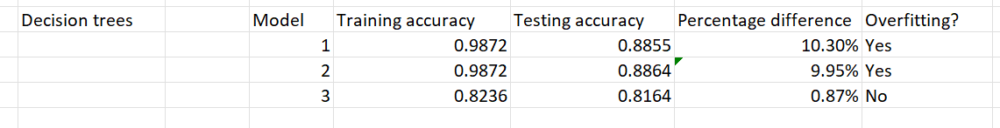 Decision trees Model Training accuracy Testing accuracy Percentage difference Overfitting?
1 0.9872 0.8855 10.30% Yes
2 0.9872 0.8864 9.95% Yes
3 0.8236 0.8164 0.87% No